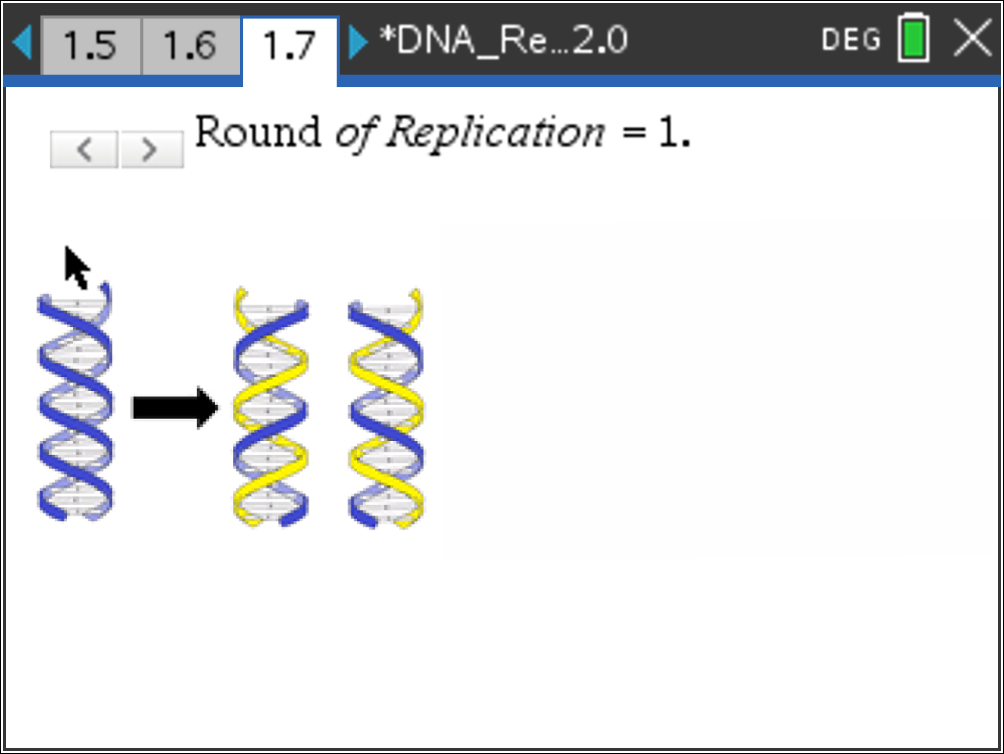 1.5 1.6 1.7 *DNA_Re...2.0 DEG
Round of Replication = 1.